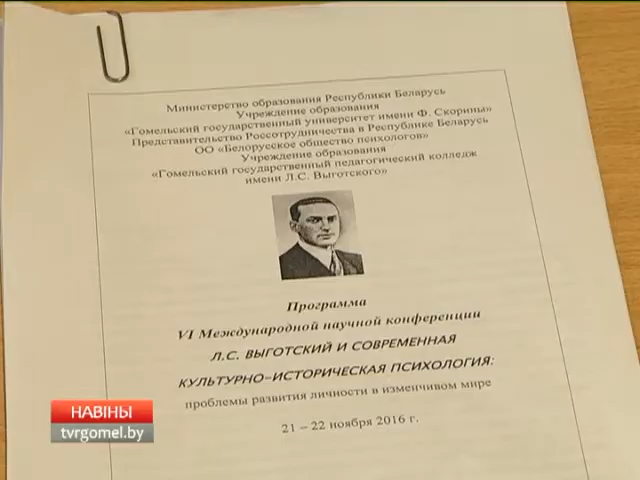 Министерство образования Республики Беларусь
Учреждение образования
«Гомельский государственный университет имени Ф. Скорины»
Представительство Россотрудничества в Республике Беларусь
ОО «Белорусское общество психологов»
Учреждение образования
«Гомельский государственный педагогический колледж
имени Л.С. Выготского»
Программа
VI Международной научной конференции
Л.С. ВЫГОТСКИЙ И СОВРЕМЕННАЯ
КУЛЬТУРНО–ИСТОРИЧЕСКАЯ ПСИХОЛОГИЯ:
проблемы развития личности в изменчивом мире
21 – 22 ноября 2016 г.
НАВІНЫ
tvrgomel.by